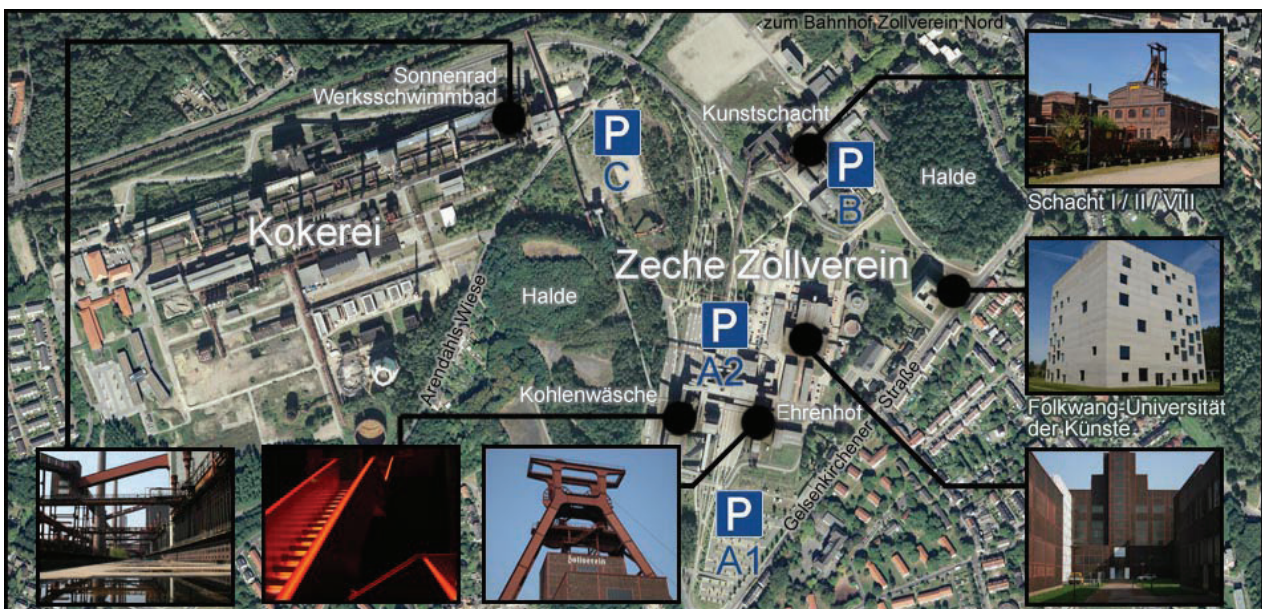 zum Bahnhof Zollverein Nord
Sonnenrad
Werksschwimmbad
Kunstschacht
P
C
P
B
Halde
Schacht I / II / VIII
Kokerei
Zeche Zollverein
Halde
Arendahls Wiese
P
A2
Kohlenwäsche
Ehrenhof
Gelsenkirchener Straße
Folkwang-Universität
der Künste
Zollverein
P
A1